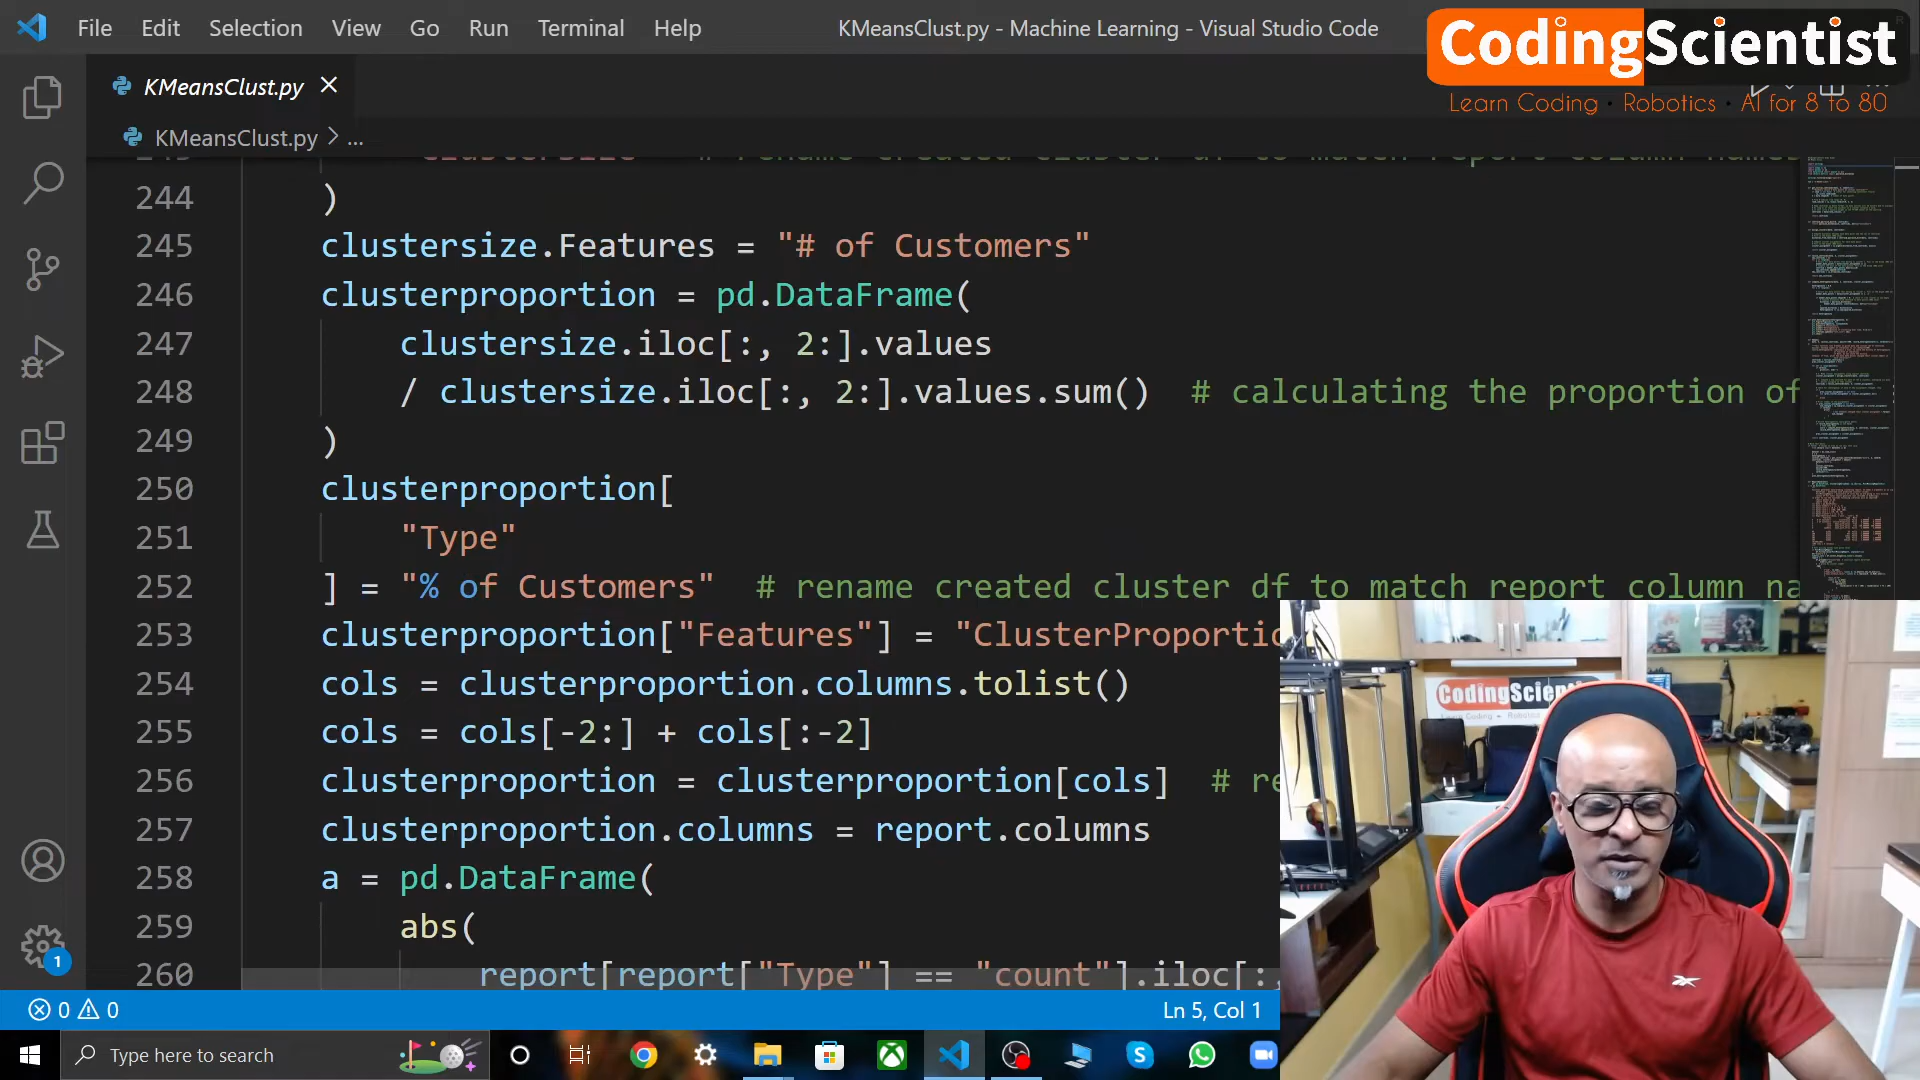 File Edit Selection View Go Run Terminal Help
KMeansClust.py - Machine Learning - Visual Studio Code
CodingScientist
Learn Coding • Robotics • AI for 8 to 80
KMeansClust.py
KMeansClust.py > ...
244 )
245 clustersize.Features = "# of Customers"
246 clusterproportion = pd.DataFrame(
247 clustersize.iloc[:, 2:].values
248 / clustersize.iloc[:, 2:].values.sum() # calculating the proportion of
249 )
250 clusterproportion[
251 "Type"
252 ] = "% of Customers" # rename created cluster df to match report column na
253 clusterproportion["Features"] = "ClusterProportio
254 cols = clusterproportion.columns.tolist()
255 cols = cols[-2:] + cols[:-2]
256 clusterproportion = clusterproportion[cols] # re
257 clusterproportion.columns = report.columns
258 a = pd.DataFrame(
259 abs(
260 report[report["Type"] == "count"].iloc[:,
CodingScien
1
0 0
Ln 5, Col 1
Type here to search